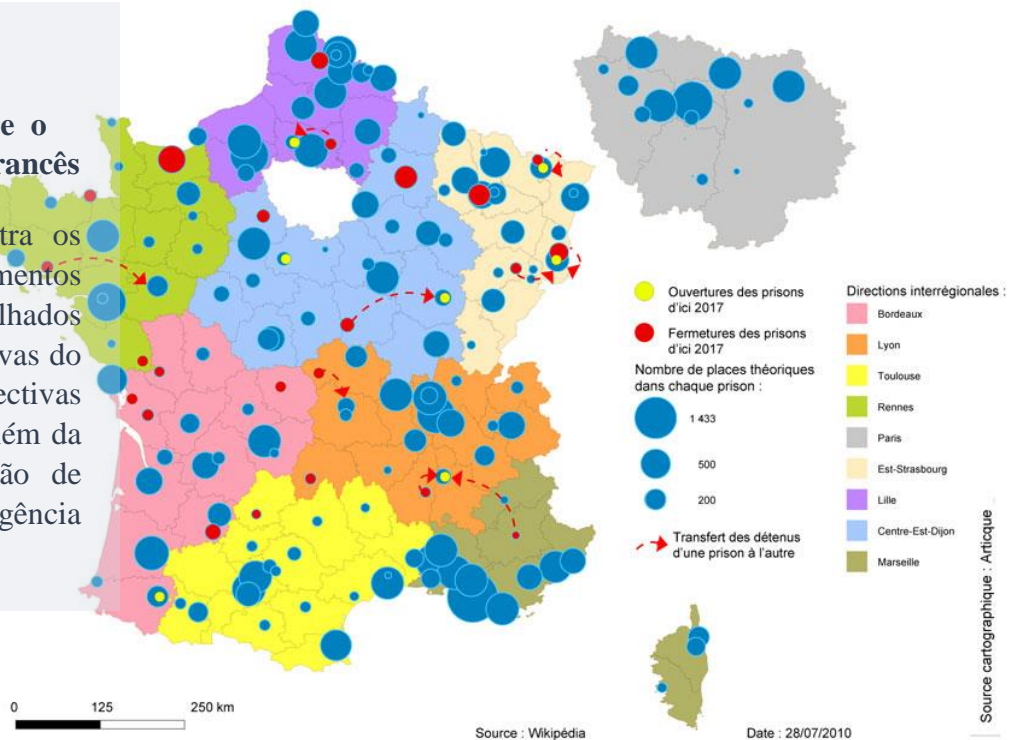 e o
rancês
tra os
mentos
lhados
vas do
ectivas
lém da
ão de
gência
Ouvertures des prisons
d'ici 2017
Fermetures des prisons
d'ici 2017
Nombre de places théoriques
dans chaque prison :
1 433
500
200
Transfert des détenus
d'une prison à l'autre
Directions interrégionales :
Bordeaux
Lyon
Toulouse
Rennes
Paris
Est-Strasbourg
Lille
Centre-Est-Dijon
Marseille
Source cartographique : Articque
0 125 250 km
Source : Wikipédia
Date : 28/07/2010